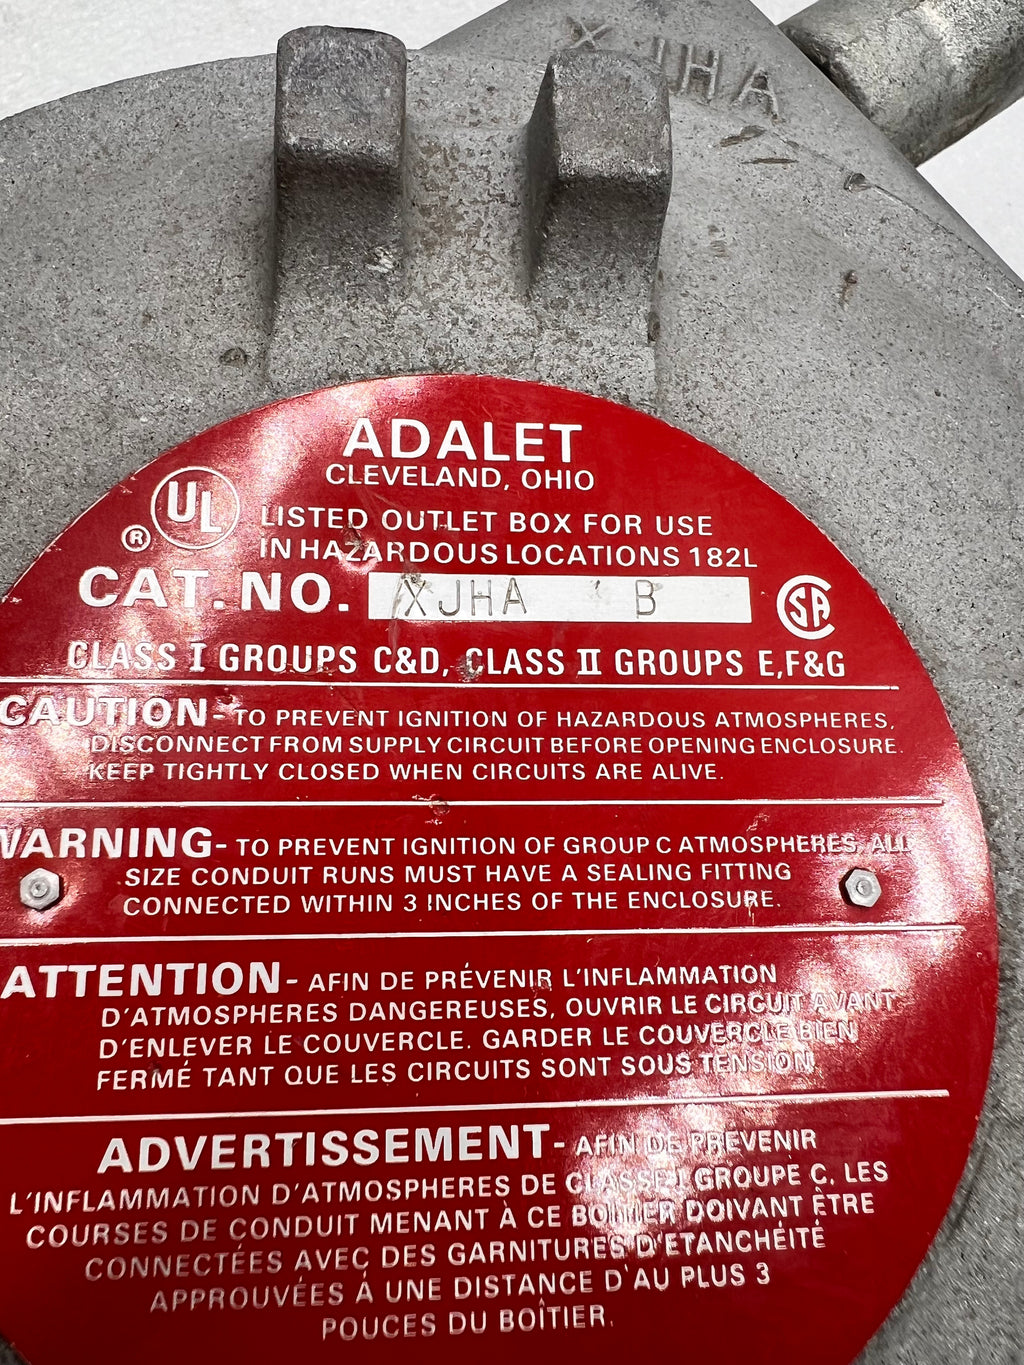 XJHA
ADALET
CLEVELAND, OHIO
UL ®
LISTED OUTLET BOX FOR USE
IN HAZARDOUS LOCATIONS 182L
CAT. NO. XJHA B
SA
CLASS I GROUPS C&D, CLASS II GROUPS E,F&G
CAUTION- TO PREVENT IGNITION OF HAZARDOUS ATMOSPHERES,
DISCONNECT FROM SUPPLY CIRCUIT BEFORE OPENING ENCLOSURE.
KEEP TIGHTLY CLOSED WHEN CIRCUITS ARE ALIVE.
WARNING- TO PREVENT IGNITION OF GROUP C ATMOSPHERES, ALL
SIZE CONDUIT RUNS MUST HAVE A SEALING FITTING
CONNECTED WITHIN 3 INCHES OF THE ENCLOSURE.
ATTENTION- AFIN DE PRÉVENIR L'INFLAMMATION
D'ATMOSPHERES DANGEREUSES, OUVRIR LE CIRCUIT AVANT
D'ENLEVER LE COUVERCLE. GARDER LE COUVERCLE BIEN
FERMÉ TANT QUE LES CIRCUITS SONT SOUS TENSION.
ADVERTISSEMENT- AFIN DE PRÉVENIR
L'INFLAMMATION D'ATMOSPHERES DE CLASSE I GROUPE C, LES
COURSES DE CONDUIT MENANT À CE BOÎTIER DOIVANT ÊTRE
CONNECTÉES AVEC DES GARNITURES D'ETANCHÉITÉ
APPROUVÉES À UNE DISTANCE D'AU PLUS 3
POUCES DU BOÎTIER.